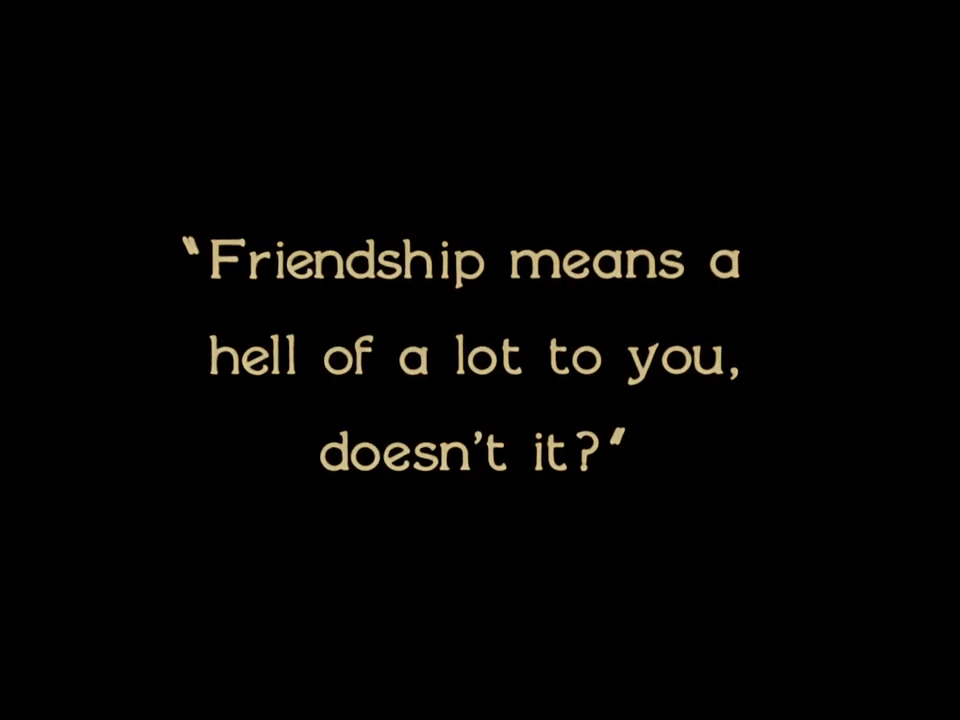 "Friendship means a
hell of a lot to you,
doesn't it?"